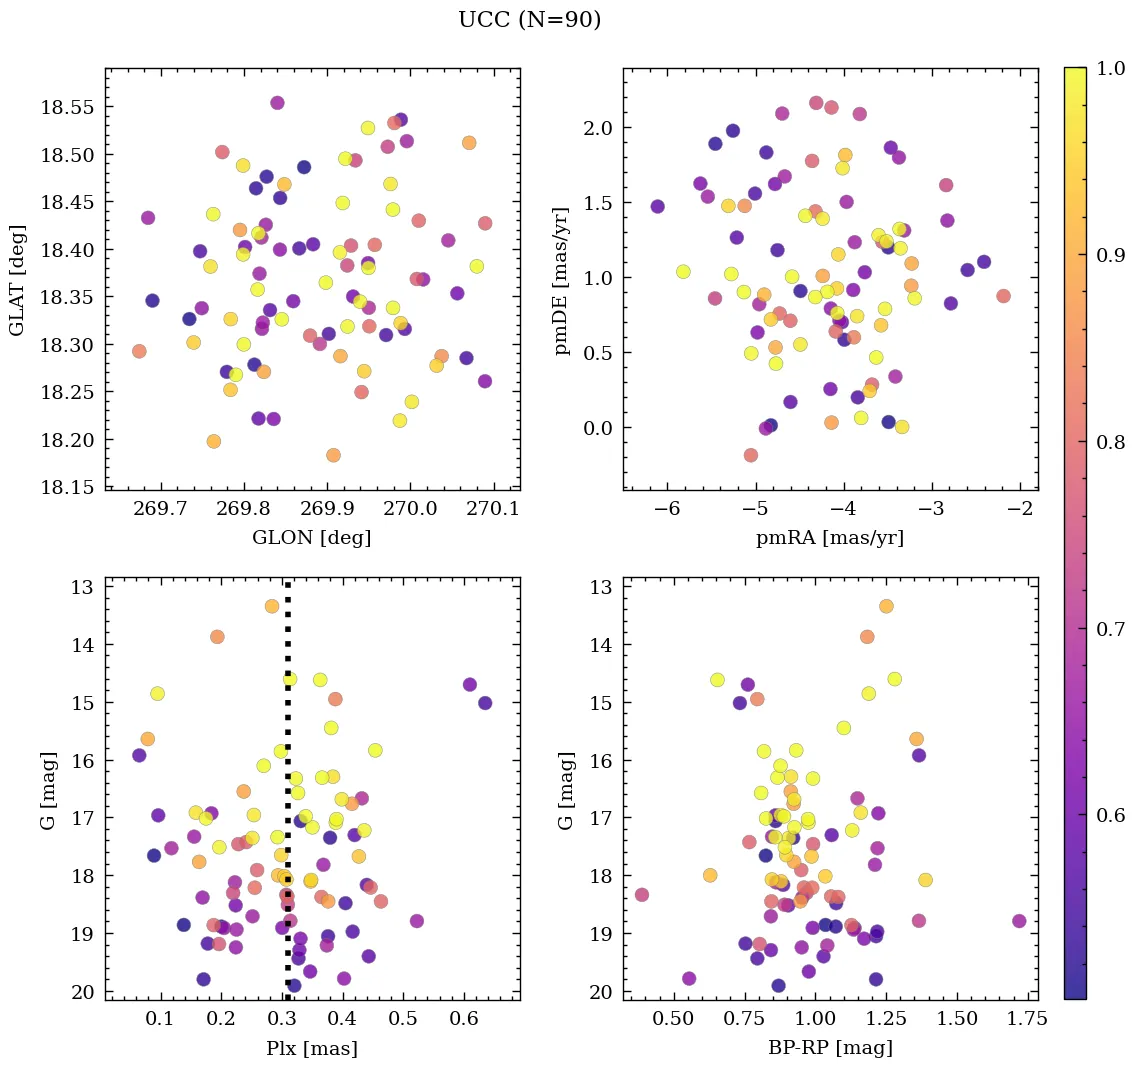 UCC (N=90)
18.55
18.50
18.45
18.40
18.35
18.30
18.25
18.20
18.15
GLAT [deg]
269.7 269.8 269.9 270.0 270.1
GLON [deg]
2.0
1.5
1.0
0.5
0.0
pmDE [mas/yr]
−6 −5 −4 −3 −2
pmRA [mas/yr]
1.0
0.9
0.8
0.7
0.6
13
14
15
16
17
18
19
20
G [mag]
0.1 0.2 0.3 0.4 0.5 0.6
Plx [mas]
13
14
15
16
17
18
19
20
G [mag]
0.50 0.75 1.00 1.25 1.50 1.75
BP-RP [mag]